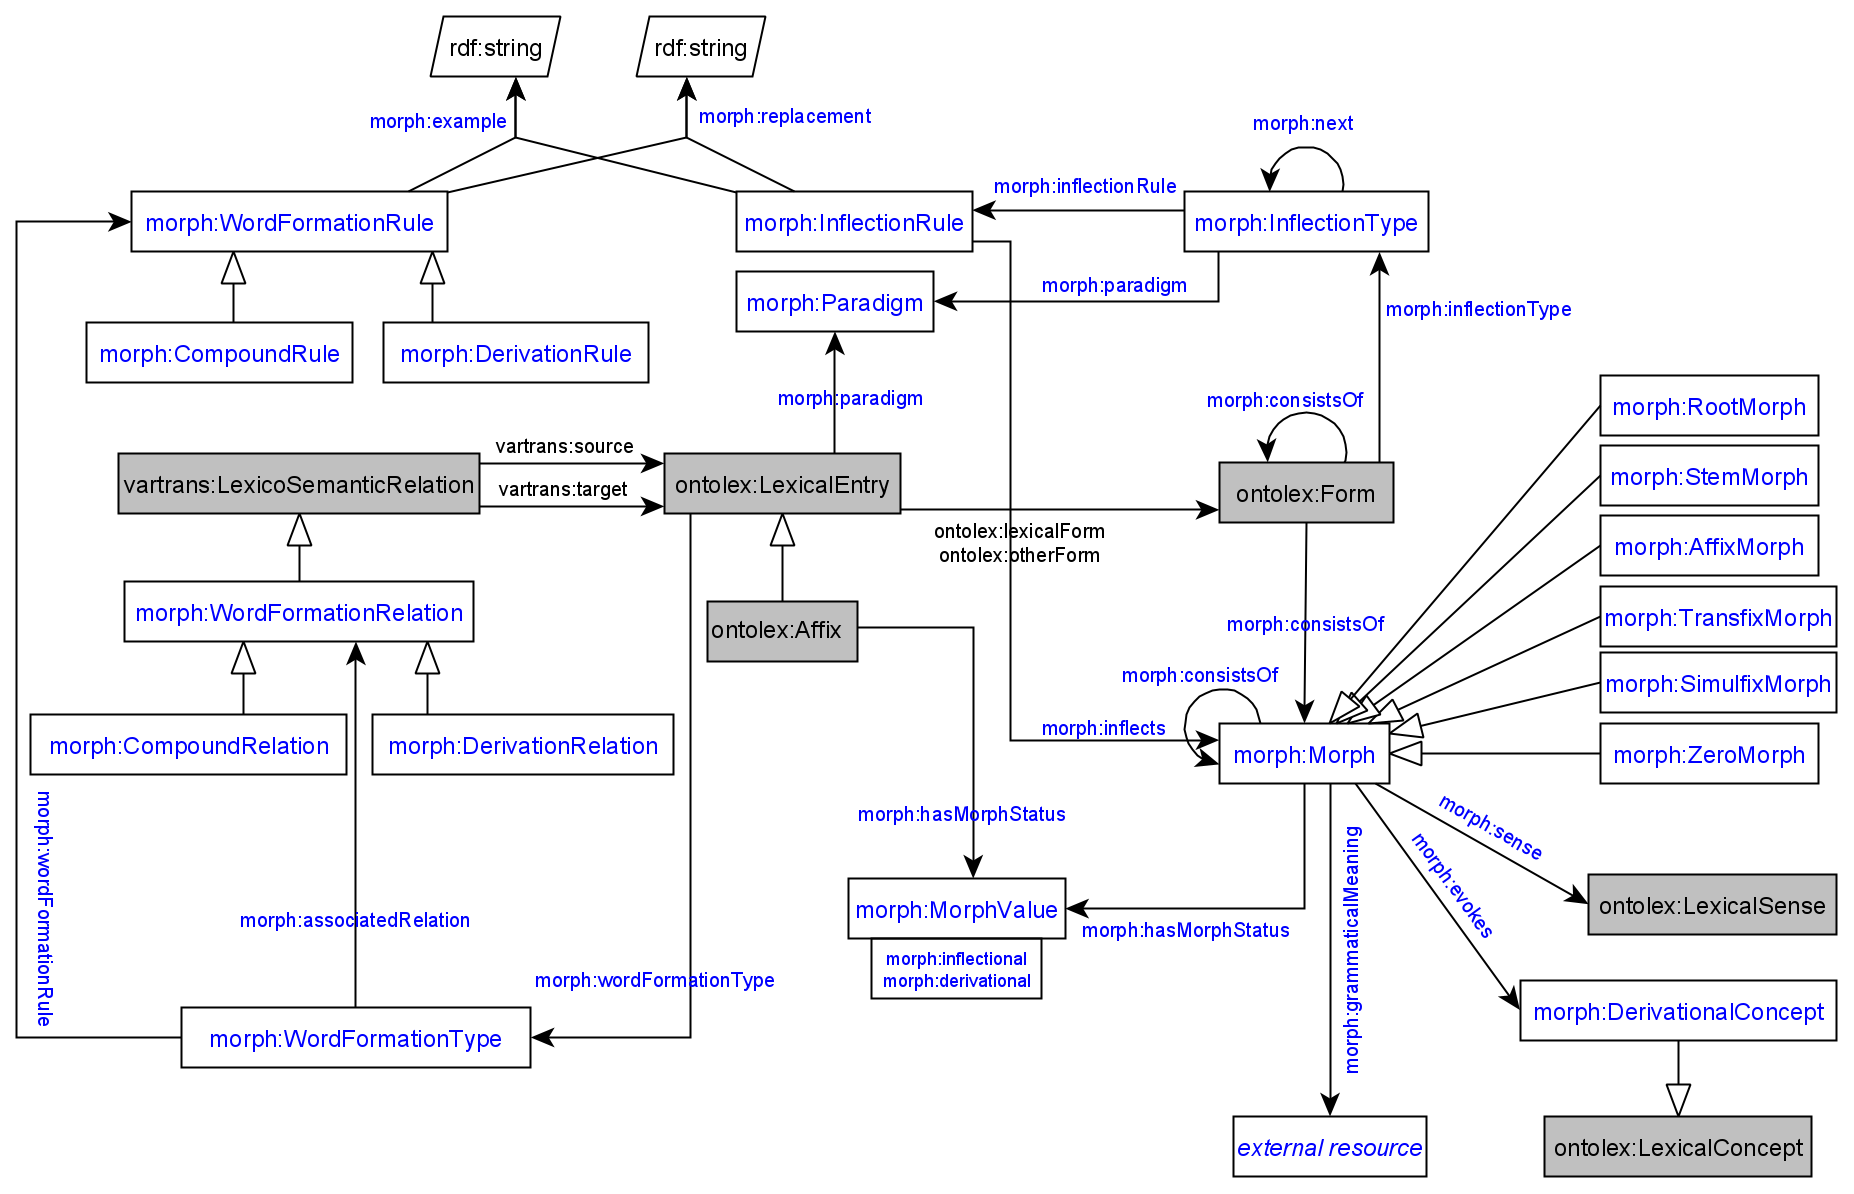 rdf:string
rdf:string
morph:example
morph:replacement
morph:next
morph:inflectionRule
morph:WordFormationRule
morph:InflectionRule
morph:InflectionType
morph:paradigm
morph:Paradigm
morph:inflectionType
morph:CompoundRule
morph:DerivationRule
morph:paradigm
morph:consistsOf
morph:RootMorph
vartrans:source
vartrans:LexicoSemanticRelation
vartrans:target
ontolex:LexicalEntry
ontolex:Form
morph:StemMorph
ontolex:lexicalForm
ontolex:otherForm
morph:AffixMorph
morph:WordFormationRelation
ontolex:Affix
morph:consistsOf
morph:TransfixMorph
morph:consistsOf
morph:SimulfixMorph
morph:inflects
morph:CompoundRelation
morph:DerivationRelation
morph:Morph
morph:ZeroMorph
morph:wordFormationRule
morph:hasMorphStatus
morph:grammaticalMeaning
morph:evokes
morph:sense
morph:associatedRelation
morph:MorphValue
morph:hasMorphStatus
ontolex:LexicalSense
morph:inflectional
morph:derivational
morph:wordFormationType
morph:WordFormationType
morph:DerivationalConcept
external resource
ontolex:LexicalConcept